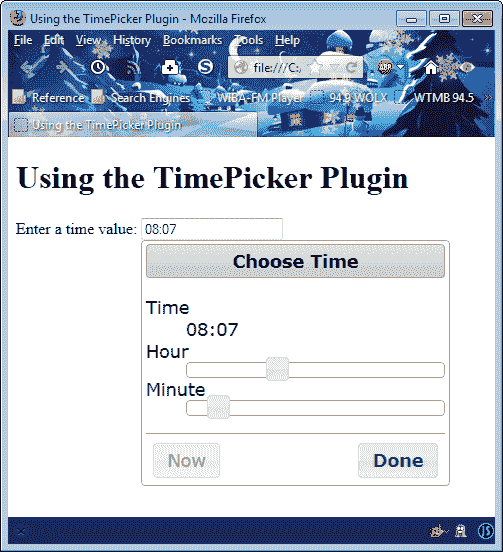 Using the TimePicker Plugin - Mozilla Firefox
File Edit View History Bookmarks Tools Help
file:///C:/
Reference Search Engines WIBA-FM Player 94.9 WOLX WTMB 94.5 »
Using the TimePicker Plugin
Using the TimePicker Plugin
Enter a time value: 08:07
Choose Time
Time
08:07
Hour
Minute
Now Done